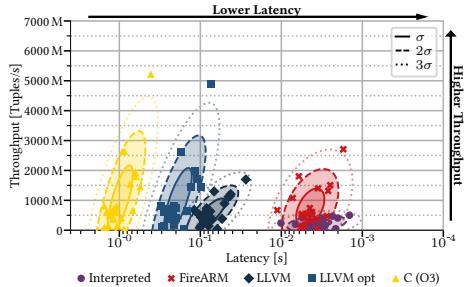 Lower Latency
7000 M
6000 M
5000 M
4000 M
3000 M
2000 M
1000 M
0
Throughput [Tuples/s]
σ
2σ
3σ
Higher Throughput
10⁻⁰ 10⁻¹ 10⁻² 10⁻³ 10⁻⁴
Latency [s]
Interpreted FireARM LLVM LLVM opt C (O3)